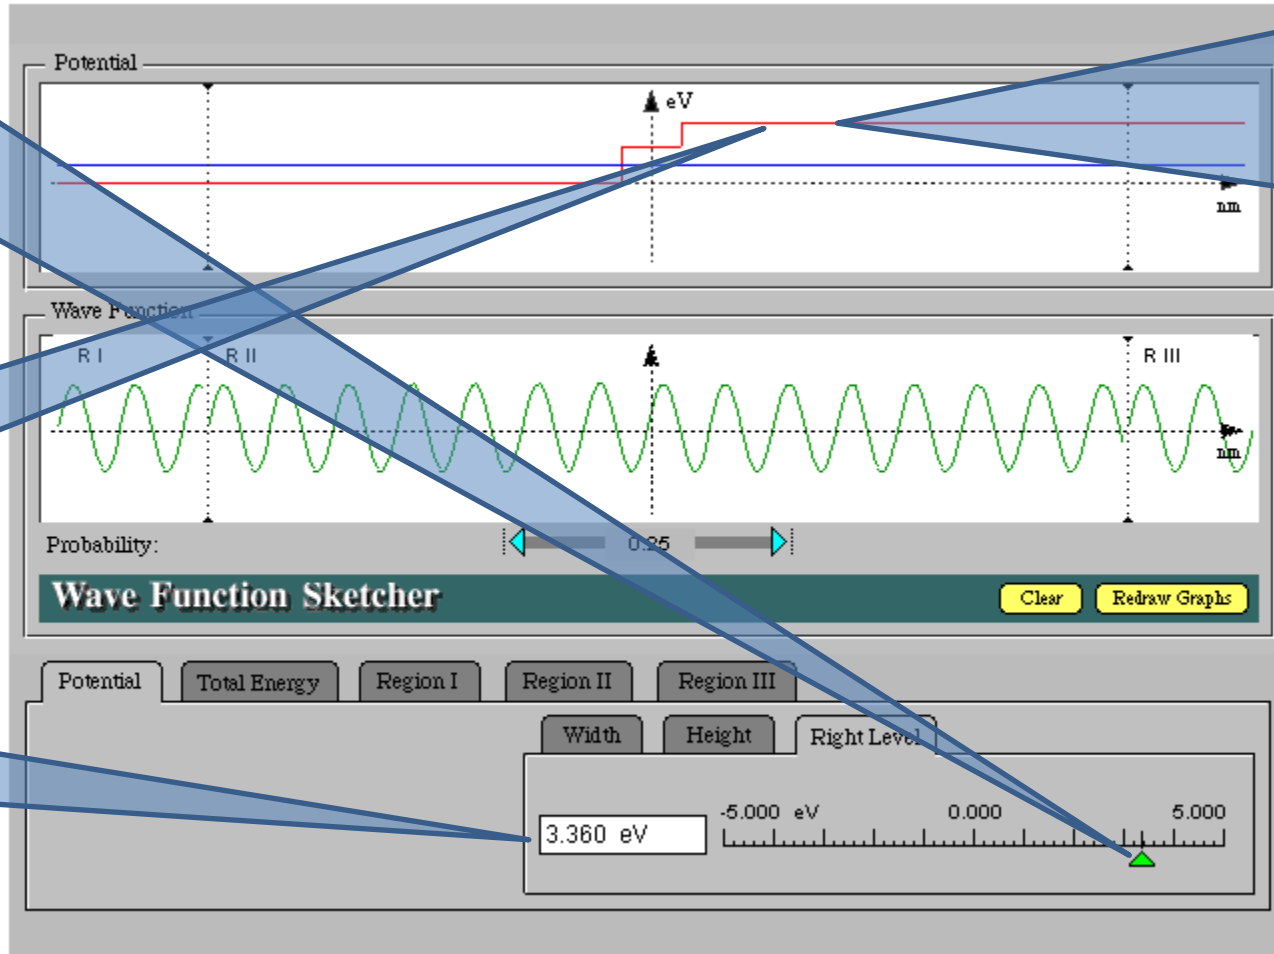 Potential
eV
nm
Wave Function
R I R II R III
nm
Probability: 0.25
Wave Function Sketcher Clear Redraw Graphs
Potential Total Energy Region I Region II Region III
Width Height Right Level
-5.000 eV 0.000 5.000
3.360 eV